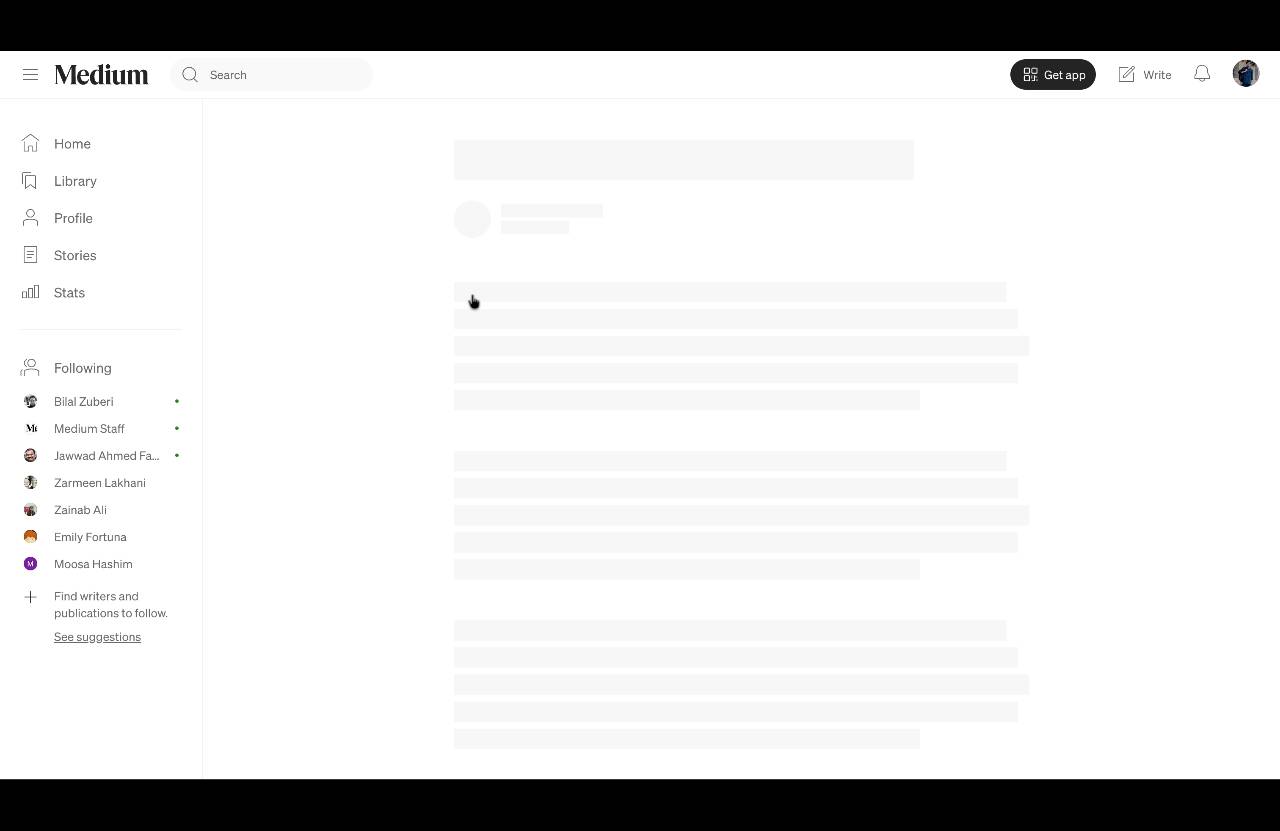 Medium
Search
Get app
Write
Home
Library
Profile
Stories
Stats
Following
Bilal Zuberi
Medium Staff
Jawwad Ahmed Fa...
Zarmeen Lakhani
Zainab Ali
Emily Fortuna
M
Moosa Hashim
Find writers and
publications to follow.
See suggestions